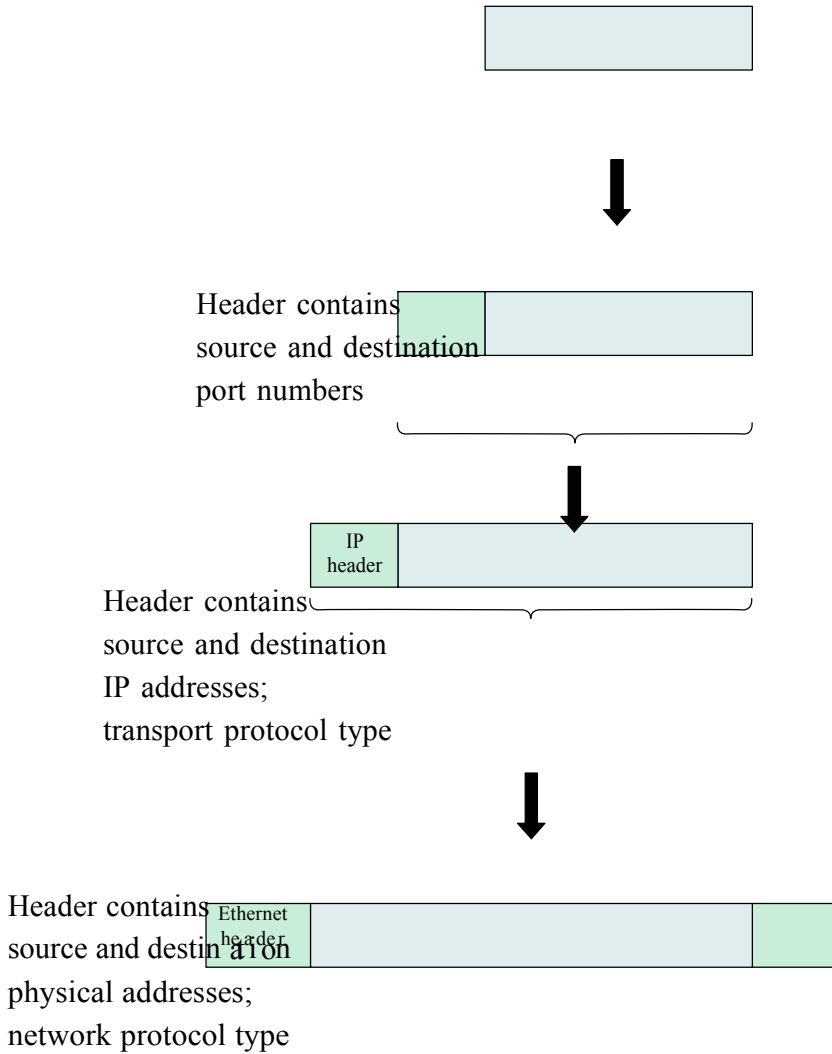 Header contains
source and destination
port numbers
IP
header
Header contains
source and destination
IP addresses;
transport protocol type
Header contains
source and destination
physical addresses;
network protocol type
Ethernet
header